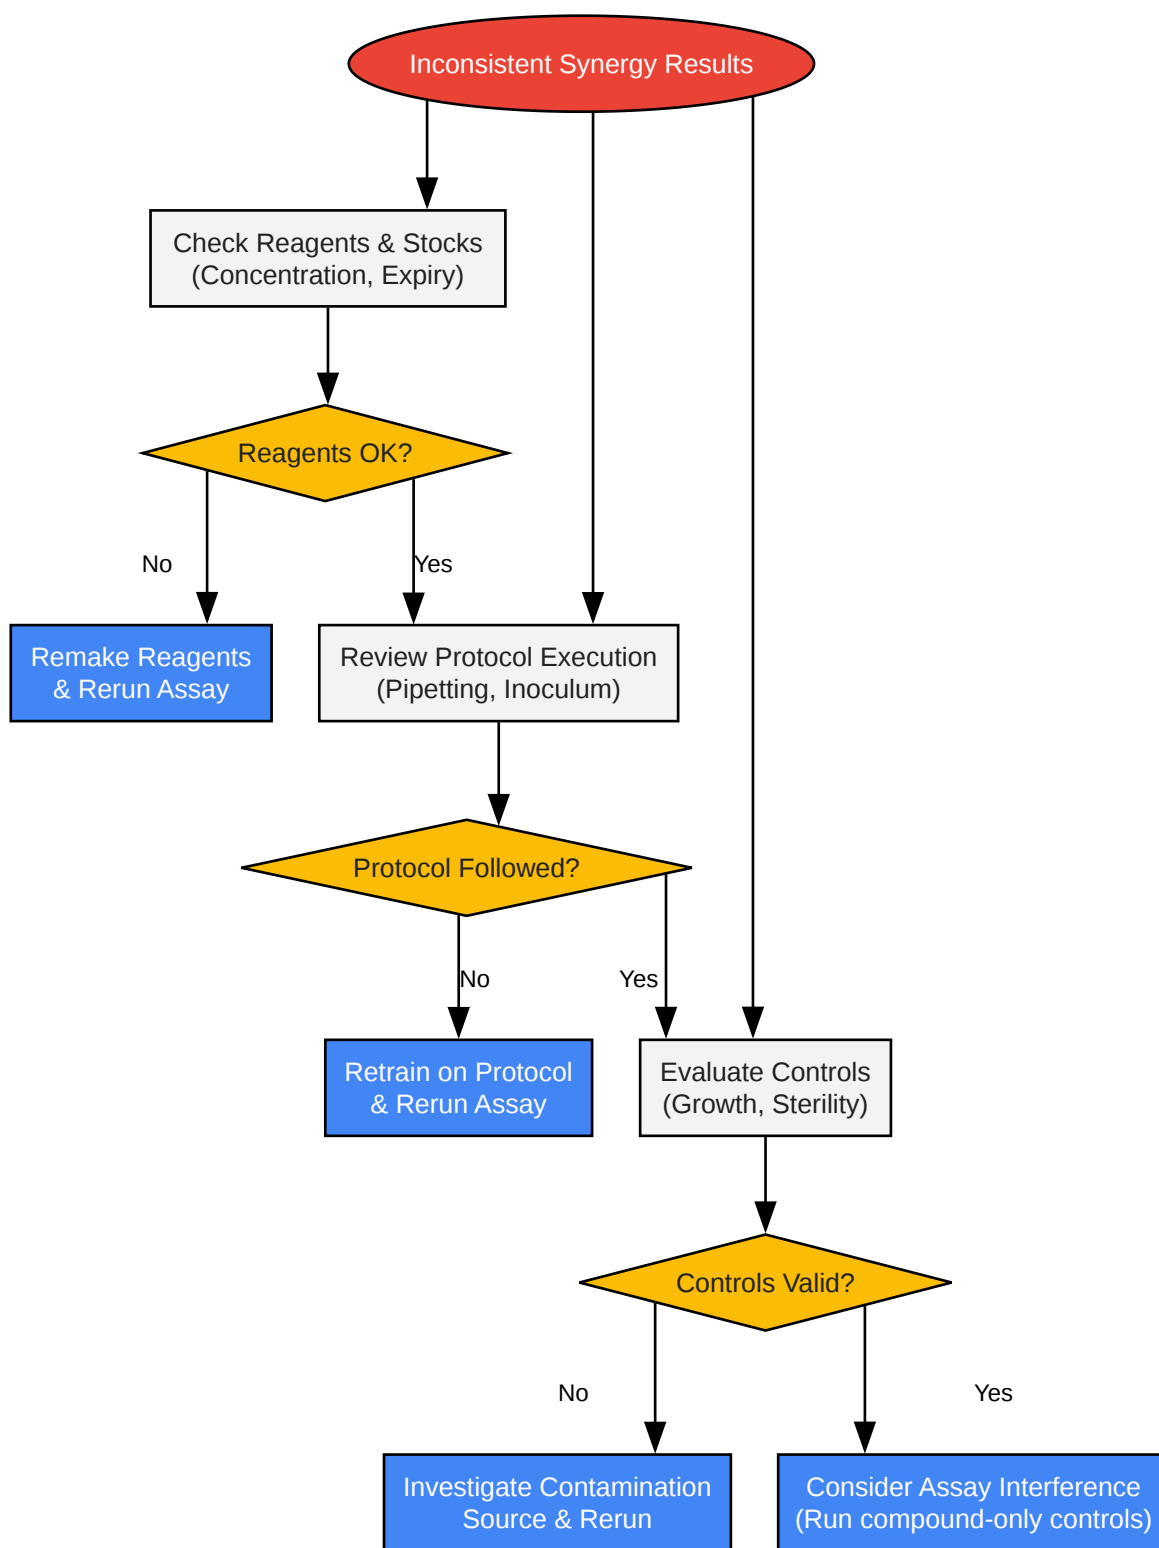 Inconsistent Synergy Results
Check Reagents & Stocks
(Concentration, Expiry)
Reagents OK?
No
Yes
Remake Reagents
& Rerun Assay
Review Protocol Execution
(Pipetting, Inoculum)
Protocol Followed?
No
Yes
Retrain on Protocol
& Rerun Assay
Evaluate Controls
(Growth, Sterility)
Controls Valid?
No
Yes
Investigate Contamination
Source & Rerun
Consider Assay Interference
(Run compound-only controls)